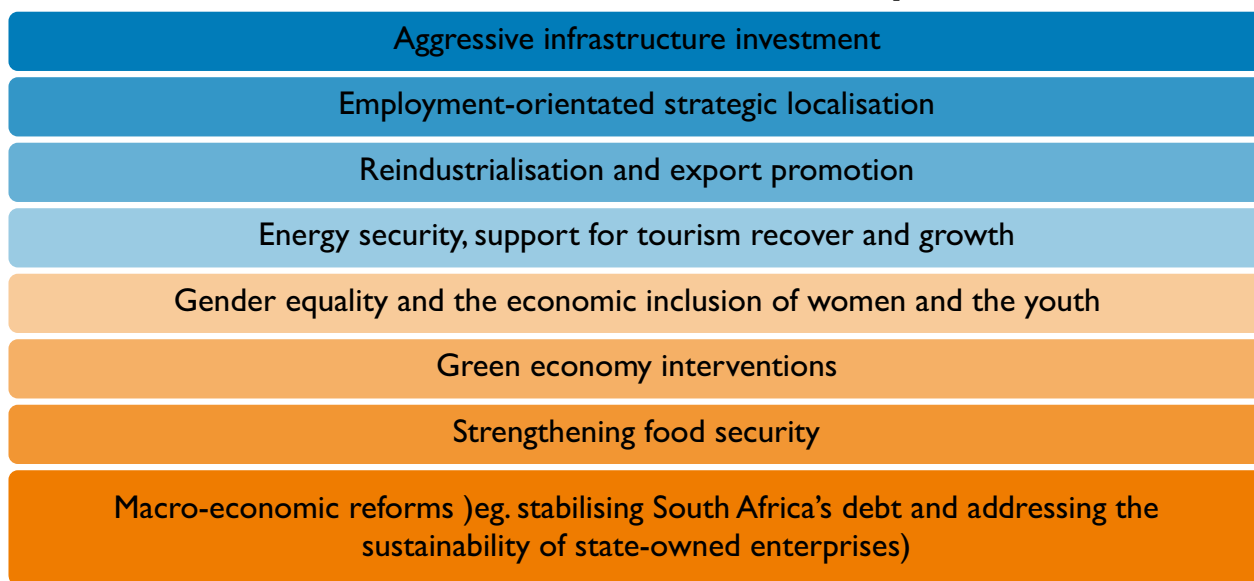 Aggressive infrastructure investment
Employment-orientated strategic localisation
Reindustrialisation and export promotion
Energy security, support for tourism recover and growth
Gender equality and the economic inclusion of women and the youth
Green economy interventions
Strengthening food security
Macro-economic reforms )eg. stabilising South Africa’s debt and addressing the
sustainability of state-owned enterprises)